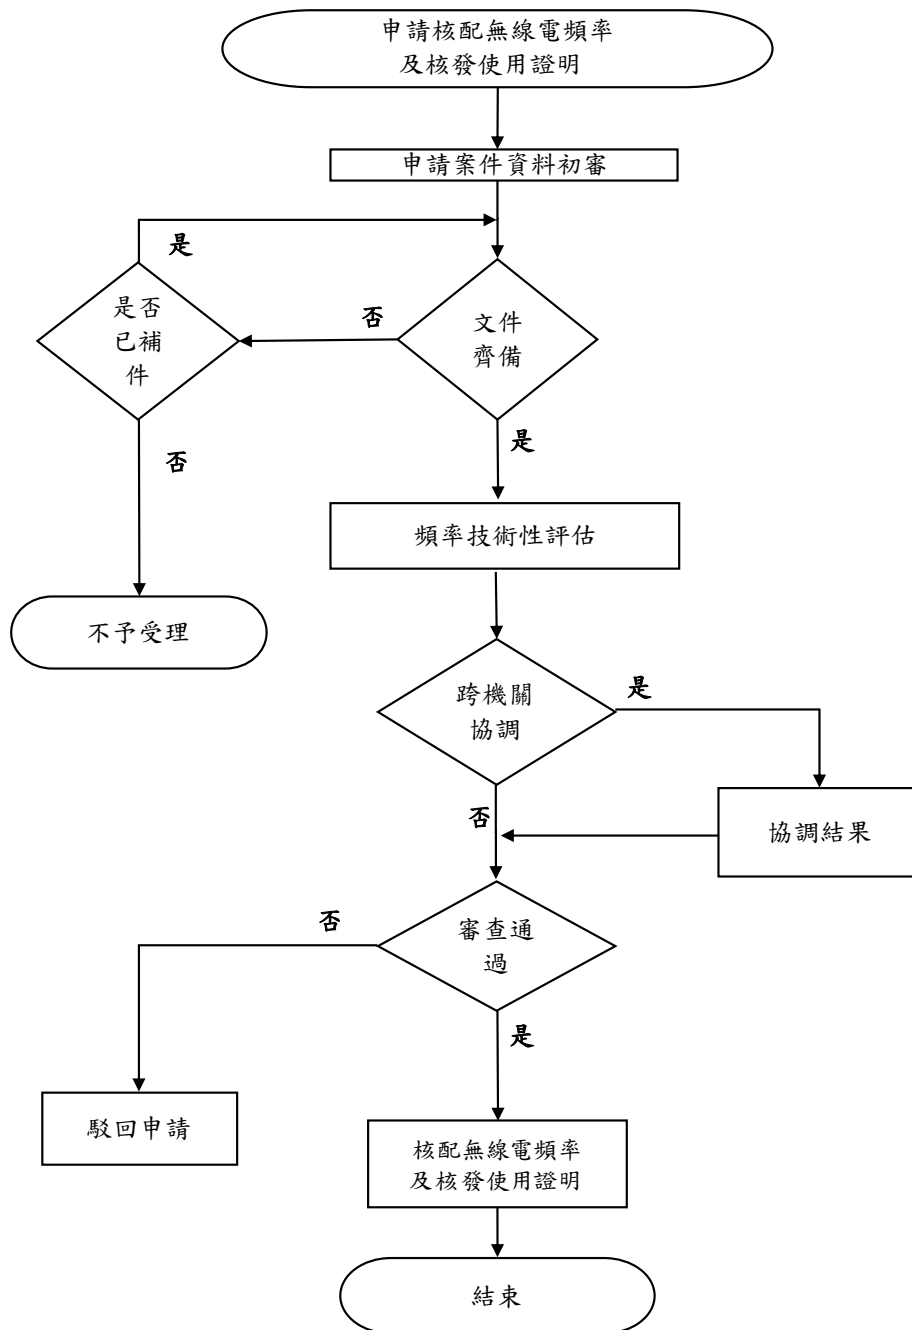 申請核配無線電頻率
及核發使用證明
申請案件資料初審
是
是否
已補
件
否
文件
齊備
是
否
頻率技術性評估
不予受理
跨機關
協調
是
否
協調結果
審查通
過
否
是
駁回申請
核配無線電頻率
及核發使用證明
結束